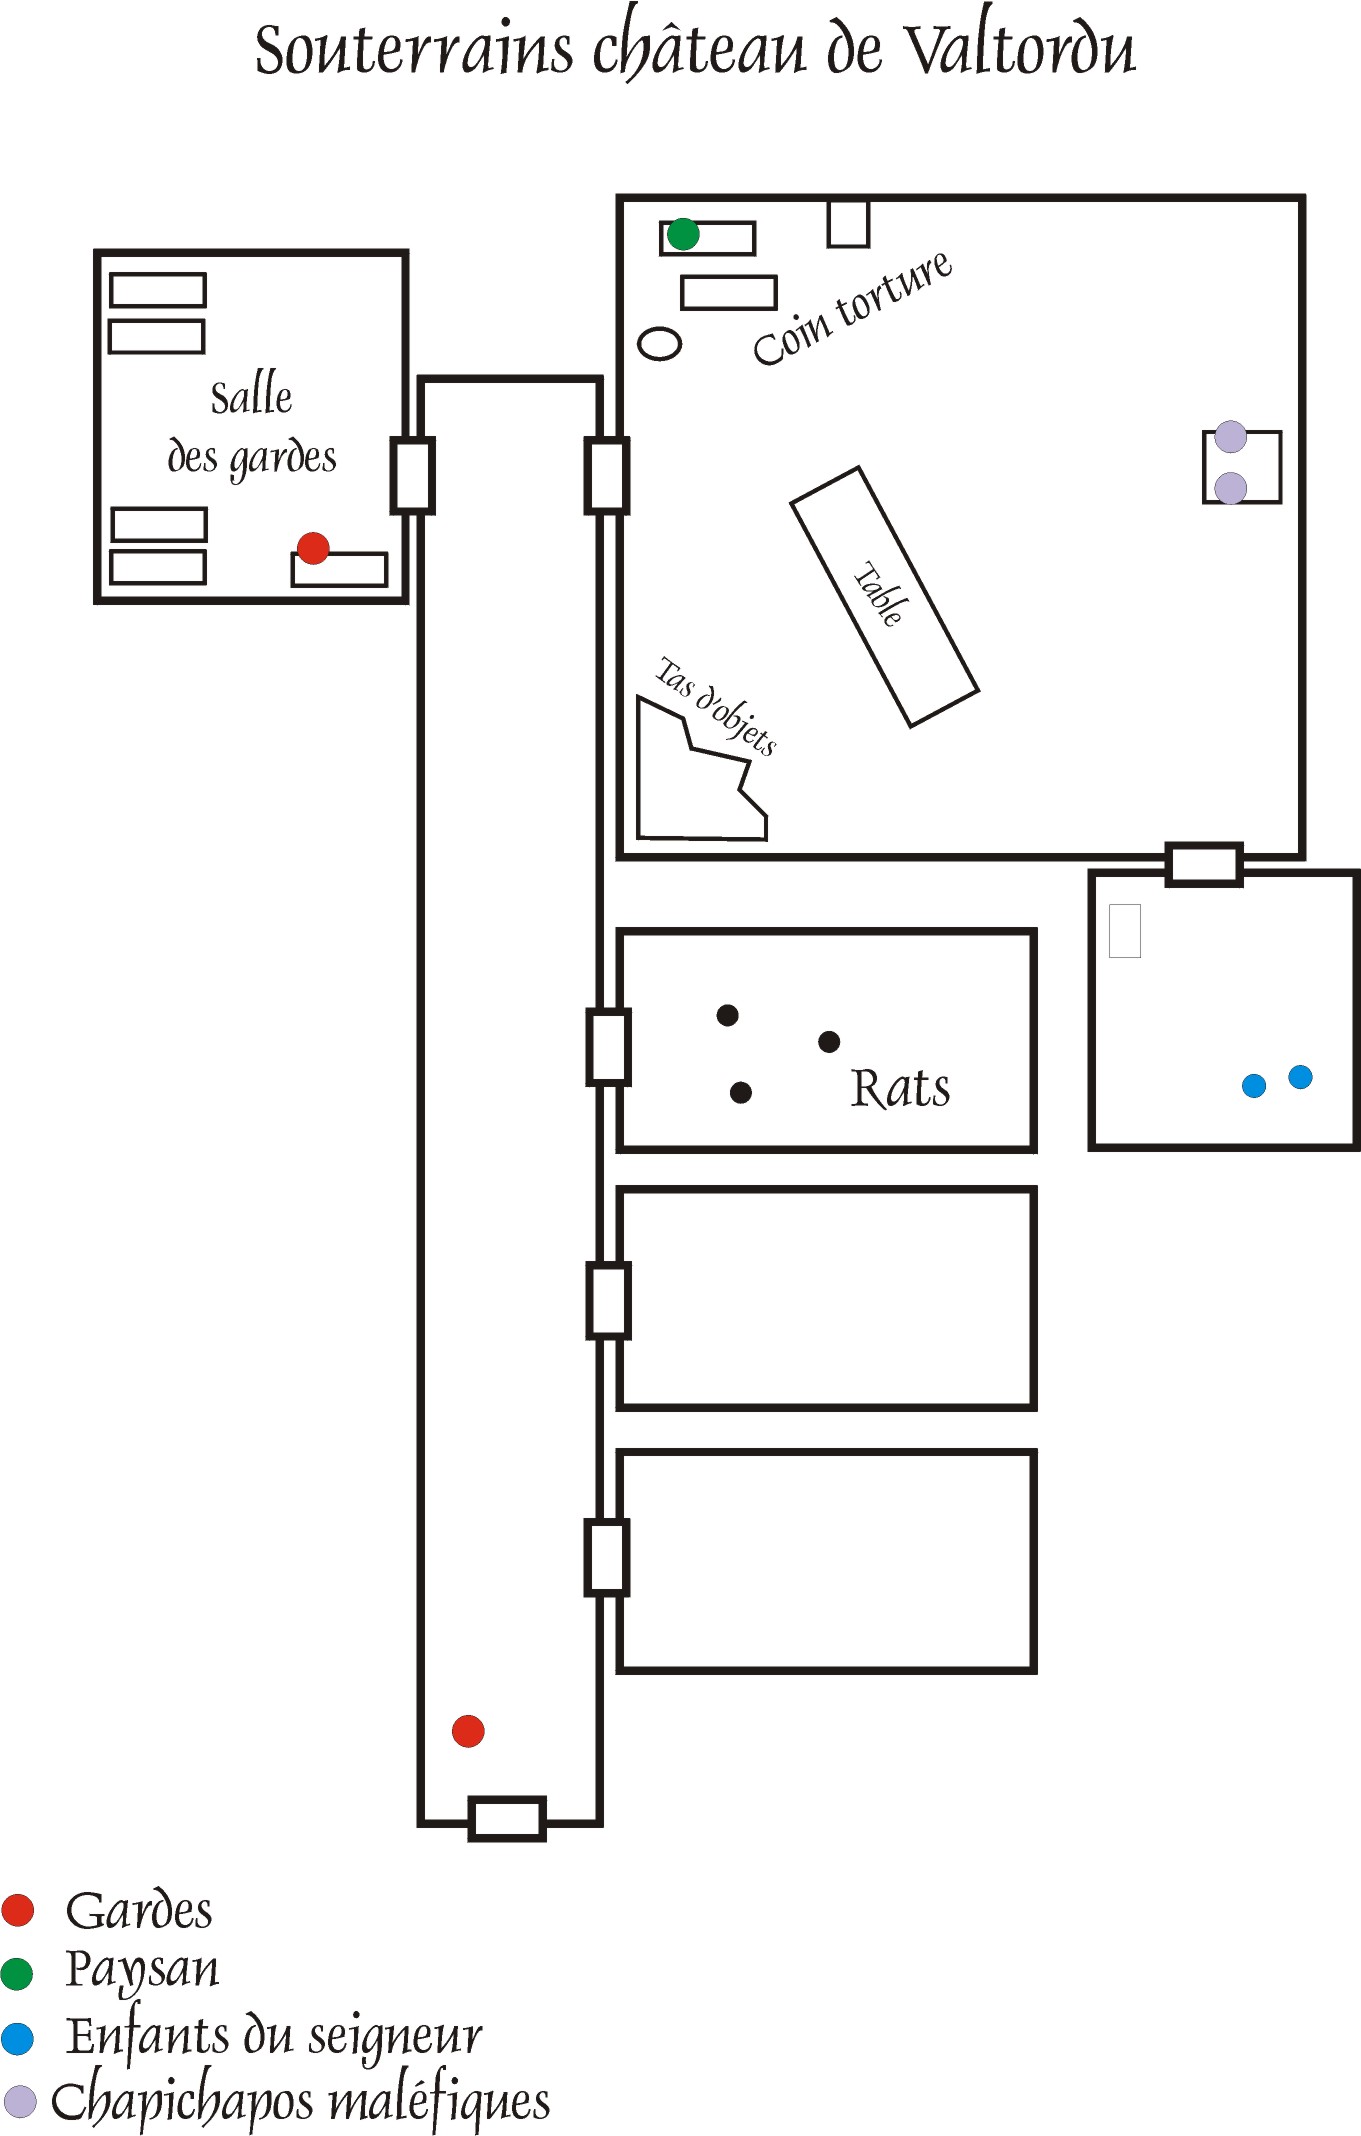 Souterrains château de Valtordu
Coin torture
Salle
des gardes
Table
Tas d'objets
Rats
Gardes
Paysan
Enfants du seigneur
Chapichapos maléfiques